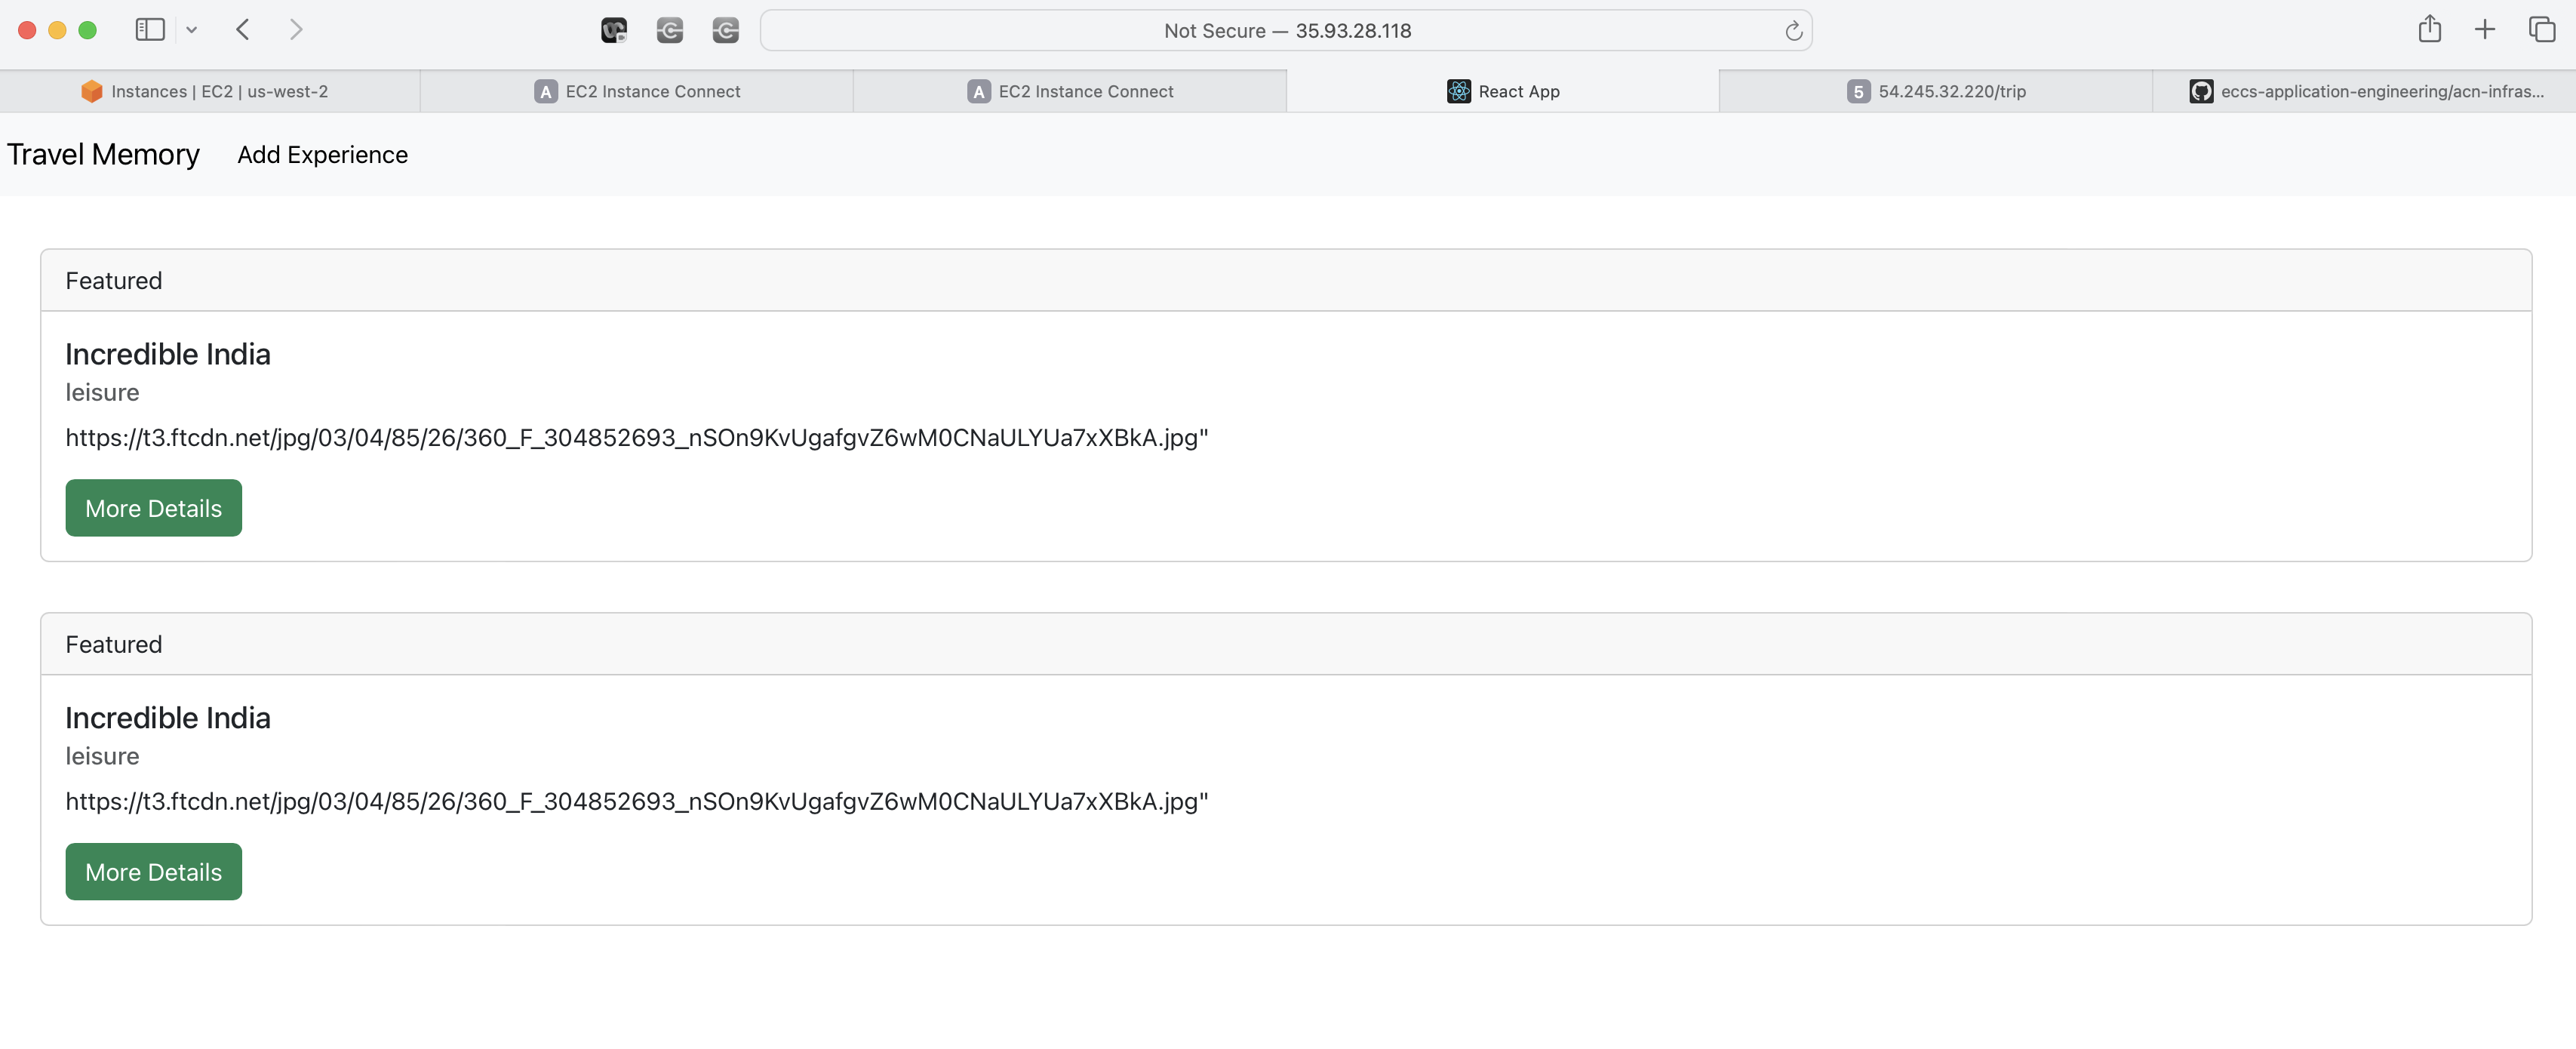 Not Secure — 35.93.28.118
Instances | EC2 | us-west-2
A EC2 Instance Connect
A EC2 Instance Connect
React App
5 54.245.32.220/trip
eccs-application-engineering/acn-infras...
Travel Memory Add Experience
Featured
Incredible India
leisure
https://t3.ftcdn.net/jpg/03/04/85/26/360_F_304852693_nSOn9KvUgafgvZ6wM0CNaULYUa7xXBkA.jpg"
More Details
Featured
Incredible India
leisure
https://t3.ftcdn.net/jpg/03/04/85/26/360_F_304852693_nSOn9KvUgafgvZ6wM0CNaULYUa7xXBkA.jpg"
More Details